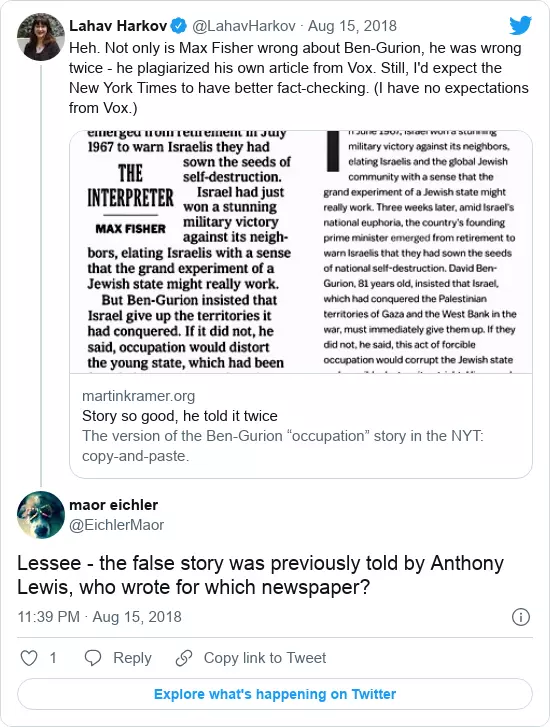 Lahav Harkov @LahavHarkov · Aug 15, 2018
Heh. Not only is Max Fisher wrong about Ben-Gurion, he was wrong
twice - he plagiarized his own article from Vox. Still, I'd expect the
New York Times to have better fact-checking. (I have no expectations
from Vox.)
emerged from retirement in July
1967 to warn Israelis they had
sown the seeds of
self-destruction.
THE
INTERPRETER
MAX FISHER
Israel had just
won a stunning
military victory
against its neigh-
bors, elating Israelis with a sense
that the grand experiment of a
Jewish state might really work.
But Ben-Gurion insisted that
Israel give up the territories it
had conquered. If it did not, he
said, occupation would distort
the young state, which had been
In June 1967, Israel won a stunning
military victory against its neighbors,
elating Israelis and the global Jewish
community with a sense that the
grand experiment of a Jewish state might
really work. Three weeks later, amid Israel's
national euphoria, the country's founding
prime minister emerged from retirement to
warn Israelis that they had sown the seeds
of national self-destruction. David Ben-
Gurion, 81 years old, insisted that Israel,
which had conquered the Palestinian
territories of Gaza and the West Bank in the
war, must immediately give them up. If they
did not, he said, this act of forcible
occupation would corrupt the Jewish state
martinkramer.org
Story so good, he told it twice
The version of the Ben-Gurion “occupation” story in the NYT:
copy-and-paste.
maor eichler
@EichlerMaor
Lessee - the false story was previously told by Anthony
Lewis, who wrote for which newspaper?
11:39 PM · Aug 15, 2018
1 Reply Copy link to Tweet
Explore what's happening on Twitter